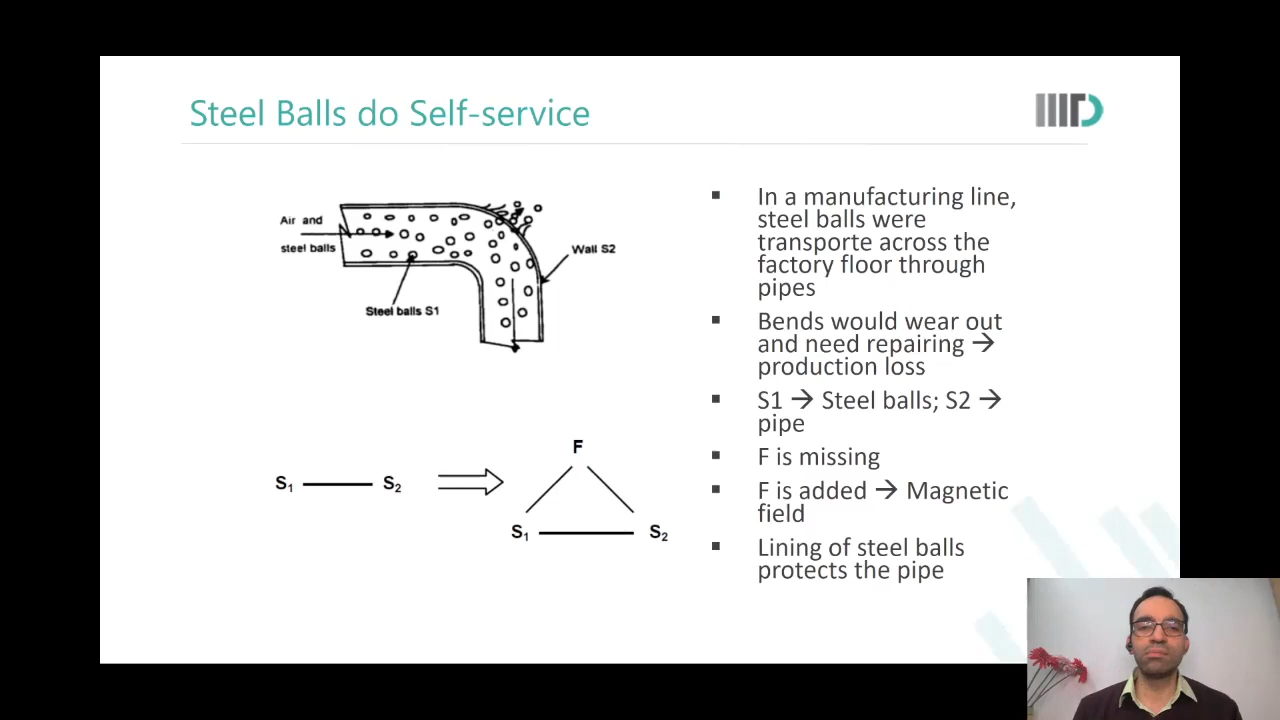 Steel Balls do Self-service
IIITD
Air and
steel balls
Wall S2
Steel balls S1
F
S1
S2
S1
S2
In a manufacturing line,
steel balls were
transporte across the
factory floor through
pipes
Bends would wear out
and need repairing →
production loss
S1 → Steel balls; S2 →
pipe
F is missing
F is added → Magnetic
field
Lining of steel balls
protects the pipe